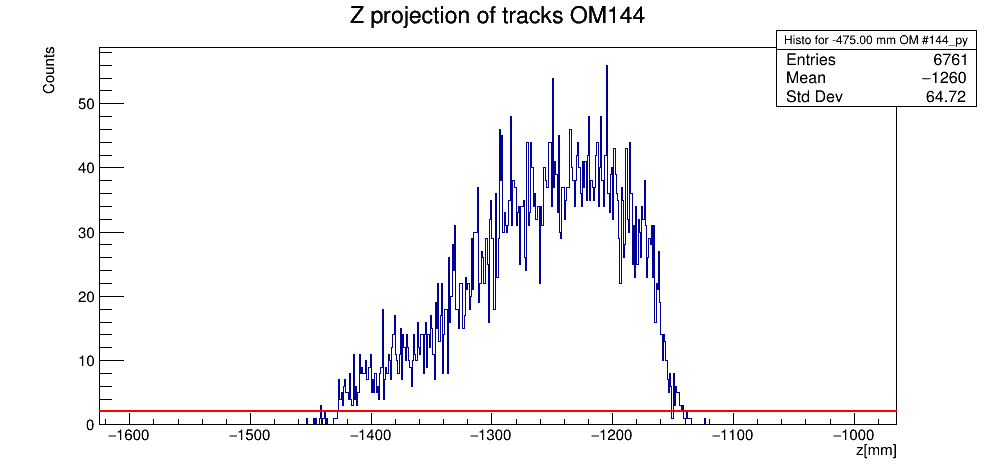 Z projection of tracks OM144
Histo for -475.00 mm OM #144_py
Entries 6761
Mean −1260
Std Dev 64.72
Counts
50
40
30
20
10
0
−1600 −1500 −1400 −1300 −1200 −1100 −1000
z[mm]